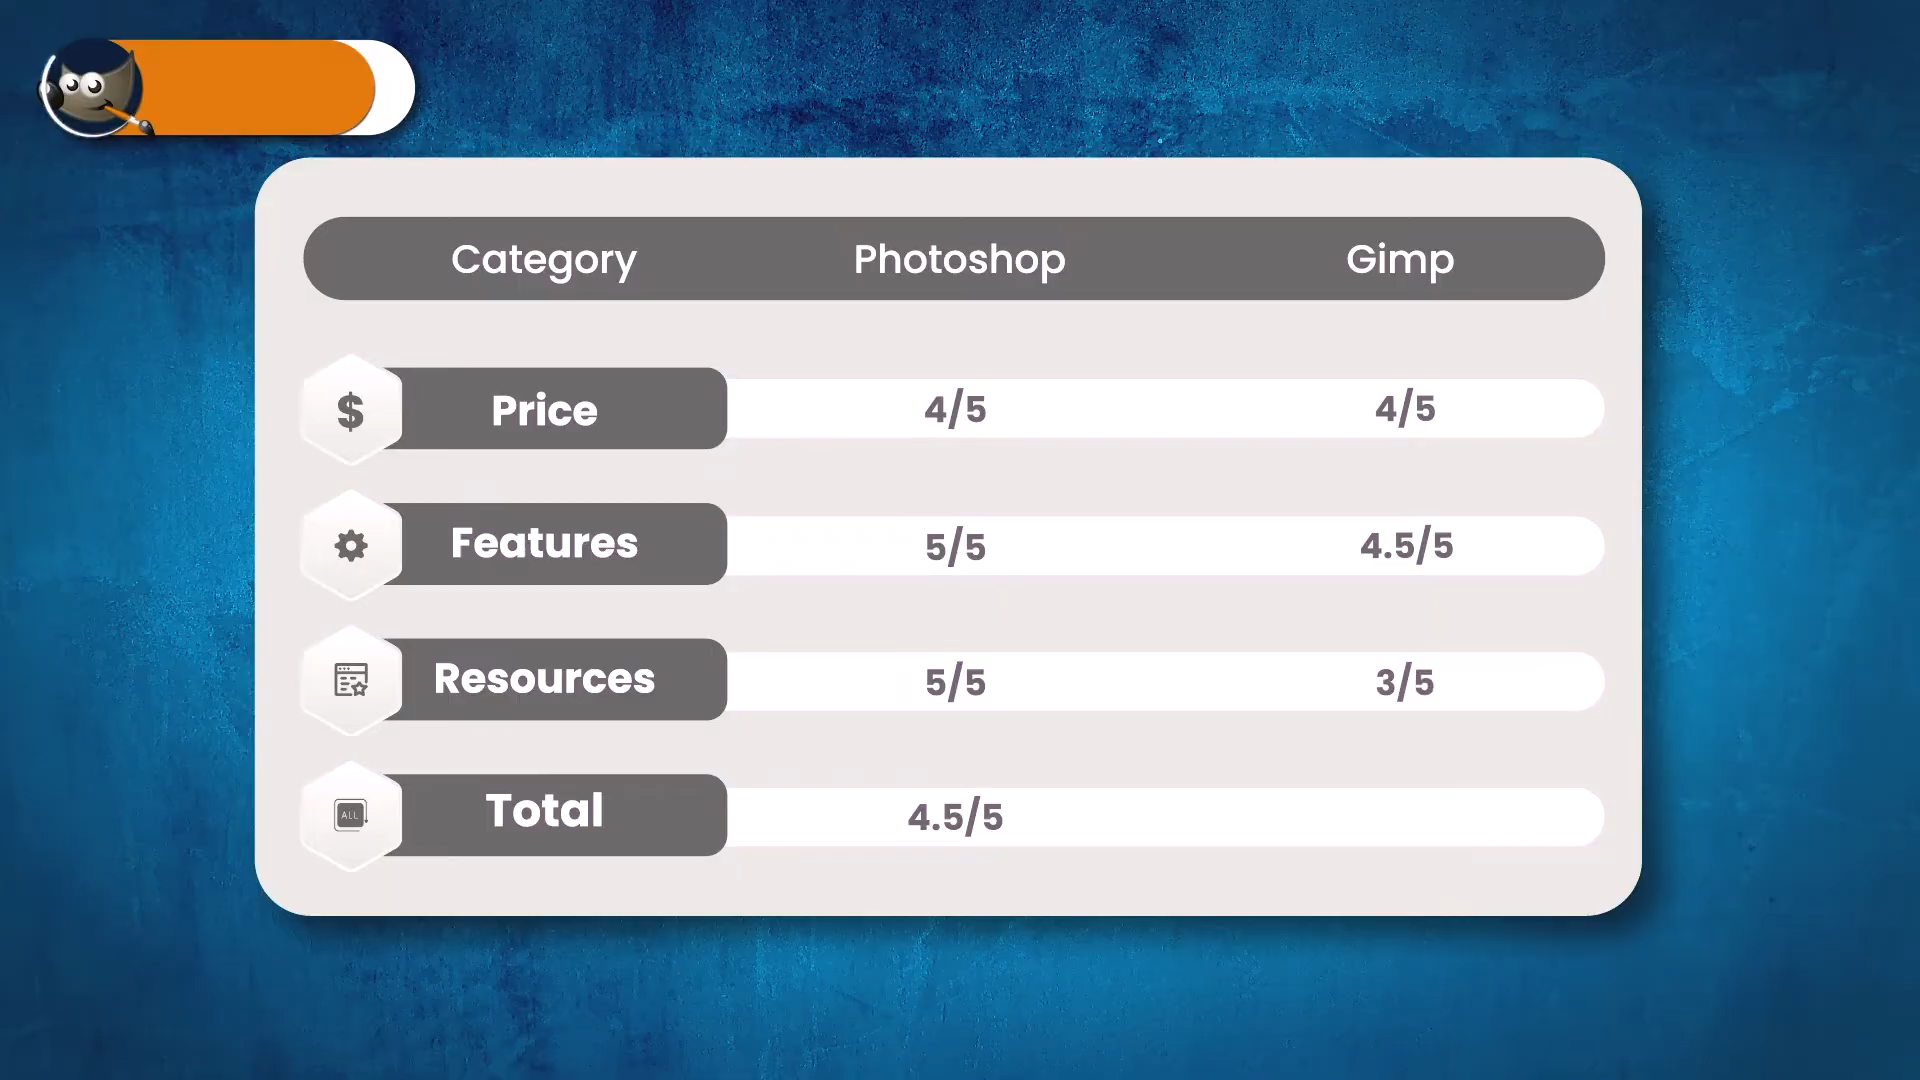 Category Photoshop Gimp
$ Price 4/5 4/5
Features 5/5 4.5/5
Resources 5/5 3/5
ALL Total 4.5/5